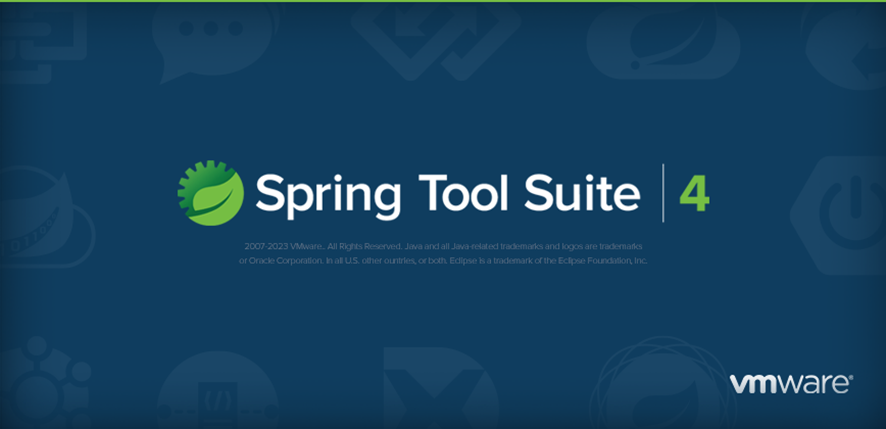 Spring Tool Suite | 4
2007-2023 VMware.. All Rights Reserved. Java and all Java-related trademarks and logos are trademarks
or Oracle Corporation. In all U.S. other ountries, or both. Eclipse is a trademark of the Eclipse Foundation, Inc.
vmware®